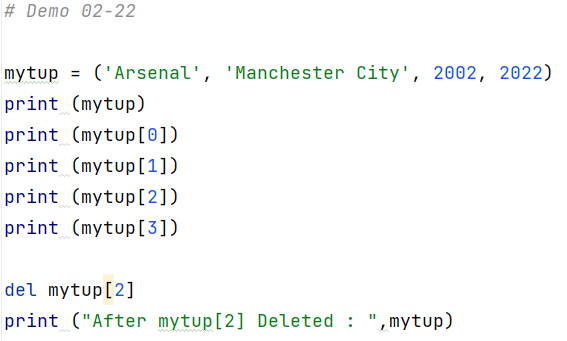 # Demo 02-22
mytup = ('Arsenal', 'Manchester City', 2002, 2022)
print (mytup)
print (mytup[0])
print (mytup[1])
print (mytup[2])
print (mytup[3])
del mytup[2]
print ("After mytup[2] Deleted : ",mytup)